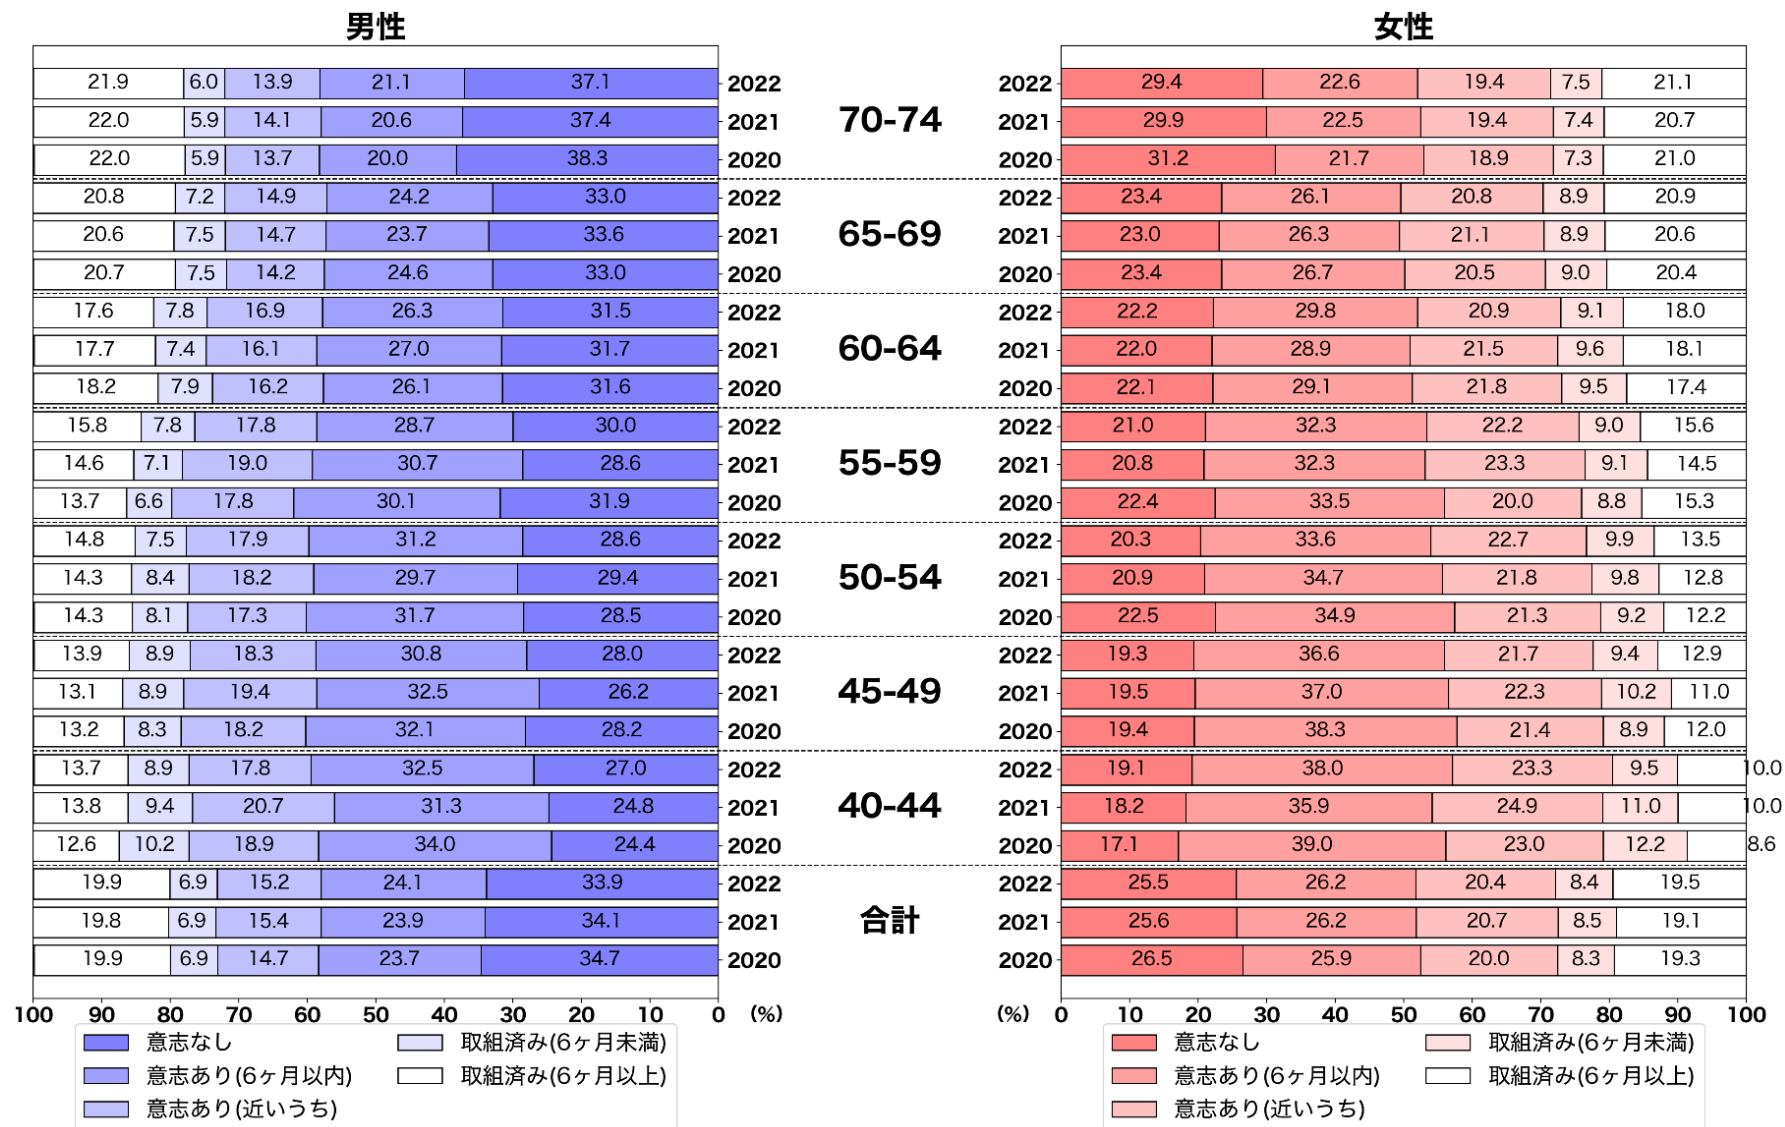 男性 女性
21.9 6.0 13.9 21.1 37.1 2022 2022 29.4 22.6 19.4 7.5 21.1
22.0 5.9 14.1 20.6 37.4 2021 70-74 2021 29.9 22.5 19.4 7.4 20.7
22.0 5.9 13.7 20.0 38.3 2020 2020 31.2 21.7 18.9 7.3 21.0
20.8 7.2 14.9 24.2 33.0 2022 2022 23.4 26.1 20.8 8.9 20.9
20.6 7.5 14.7 23.7 33.6 2021 65-69 2021 23.0 26.3 21.1 8.9 20.6
20.7 7.5 14.2 24.6 33.0 2020 2020 23.4 26.7 20.5 9.0 20.4
17.6 7.8 16.9 26.3 31.5 2022 2022 22.2 29.8 20.9 9.1 18.0
17.7 7.4 16.1 27.0 31.7 2021 60-64 2021 22.0 28.9 21.5 9.6 18.1
18.2 7.9 16.2 26.1 31.6 2020 2020 22.1 29.1 21.8 9.5 17.4
15.8 7.8 17.8 28.7 30.0 2022 2022 21.0 32.3 22.2 9.0 15.6
14.6 7.1 19.0 30.7 28.6 2021 55-59 2021 20.8 32.3 23.3 9.1 14.5
13.7 6.6 17.8 30.1 31.9 2020 2020 22.4 33.5 20.0 8.8 15.3
14.8 7.5 17.9 31.2 28.6 2022 2022 20.3 33.6 22.7 9.9 13.5
14.3 8.4 18.2 29.7 29.4 2021 50-54 2021 20.9 34.7 21.8 9.8 12.8
14.3 8.1 17.3 31.7 28.5 2020 2020 22.5 34.9 21.3 9.2 12.2
13.9 8.9 18.3 30.8 28.0 2022 2022 19.3 36.6 21.7 9.4 12.9
13.1 8.9 19.4 32.5 26.2 2021 45-49 2021 19.5 37.0 22.3 10.2 11.0
13.2 8.3 18.2 32.1 28.2 2020 2020 19.4 38.3 21.4 8.9 12.0
13.7 8.9 17.8 32.5 27.0 2022 2022 19.1 38.0 23.3 9.5 10.0
13.8 9.4 20.7 31.3 24.8 2021 40-44 2021 18.2 35.9 24.9 11.0 10.0
12.6 10.2 18.9 34.0 24.4 2020 2020 17.1 39.0 23.0 12.2 8.6
19.9 6.9 15.2 24.1 33.9 2022 2022 25.5 26.2 20.4 8.4 19.5
19.8 6.9 15.4 23.9 34.1 2021 合計 2021 25.6 26.2 20.7 8.5 19.1
19.9 6.9 14.7 23.7 34.7 2020 2020 26.5 25.9 20.0 8.3 19.3
100 90 80 70 60 50 40 30 20 10 0 (%) (%) 0 10 20 30 40 50 60 70 80 90 100
意志なし 取組済み(6ヶ月未満) 意志なし 取組済み(6ヶ月未満)
意志あり(6ヶ月以内) 取組済み(6ヶ月以上) 意志あり(6ヶ月以内) 取組済み(6ヶ月以上)
意志あり(近いうち) 意志あり(近いうち)